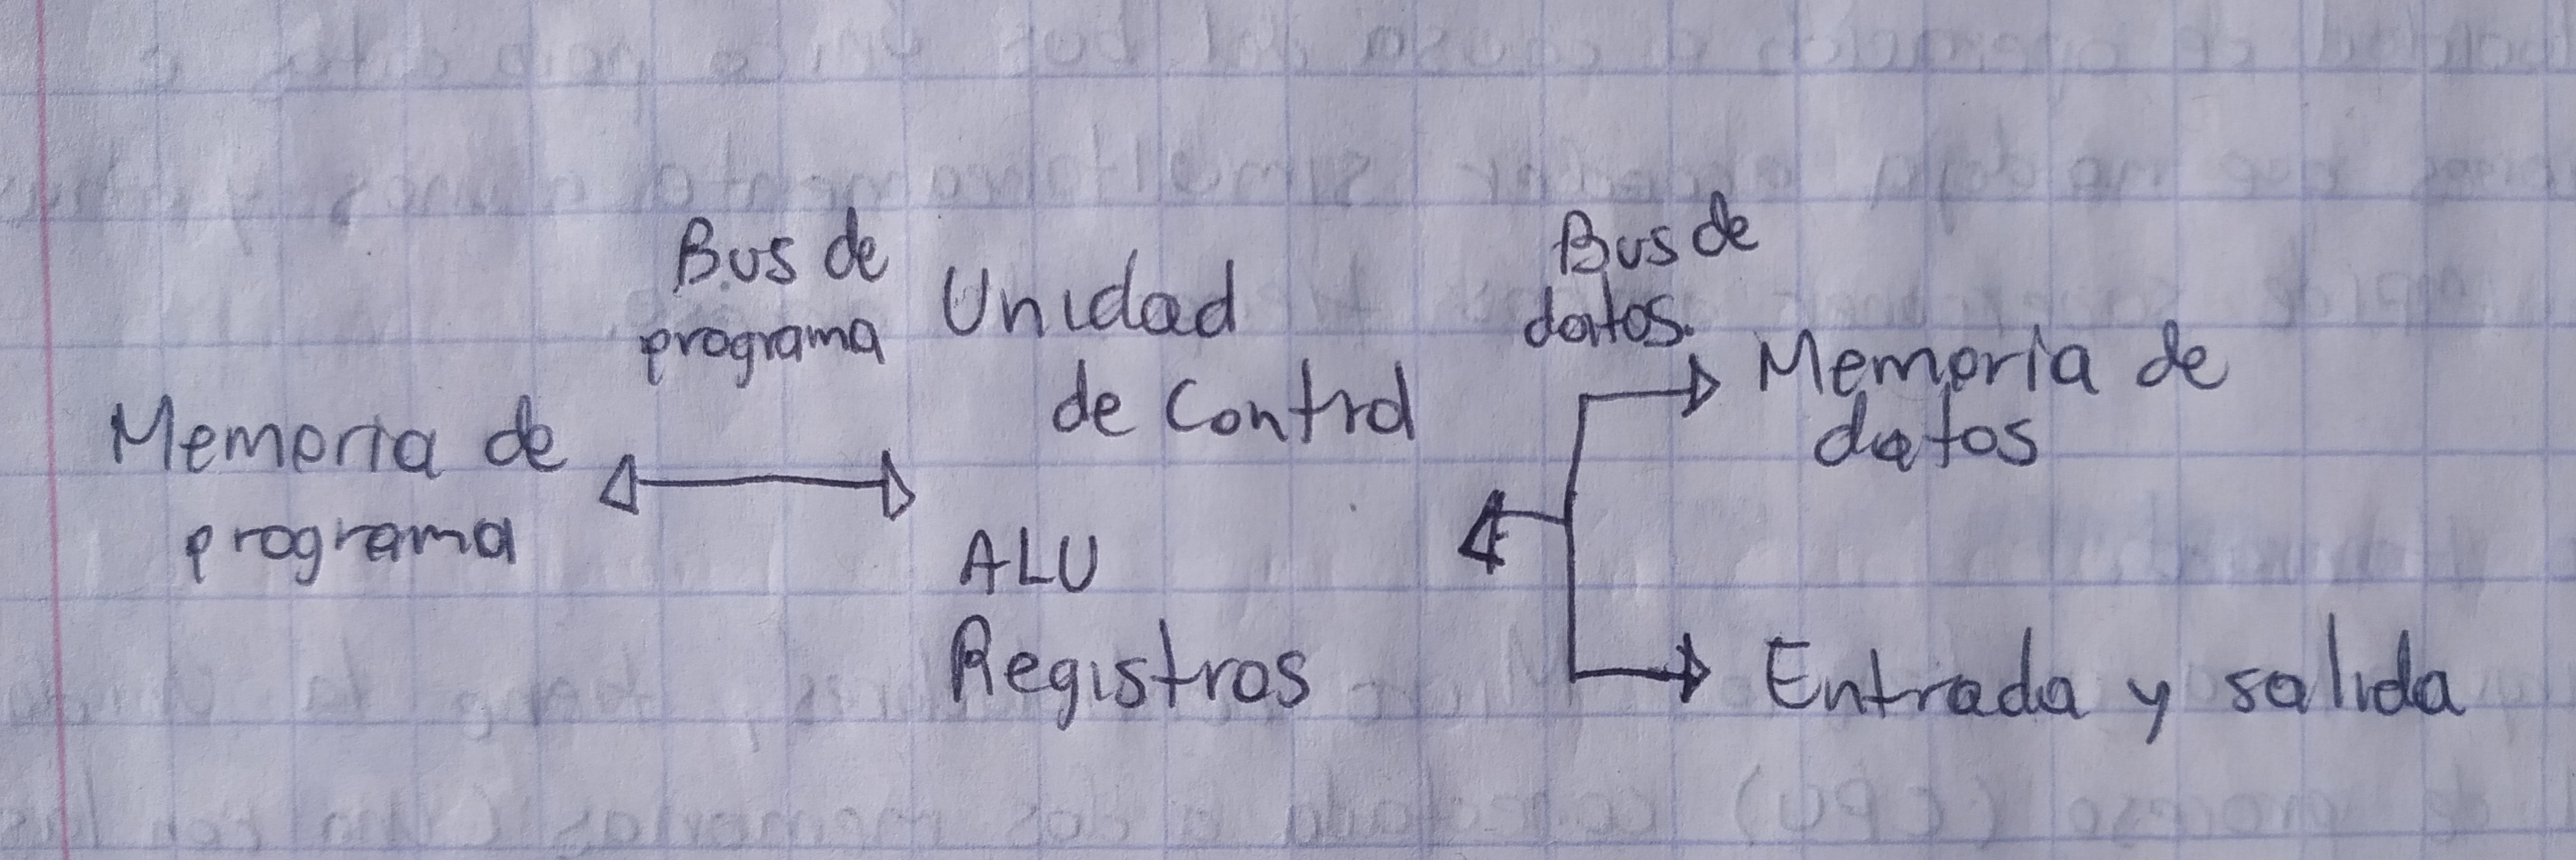 Bus de
programa
Unidad
de Control
Bus de
datos.
Memoria de
programa
Memoria de
datos
ALU
Registros
Entrada y salida